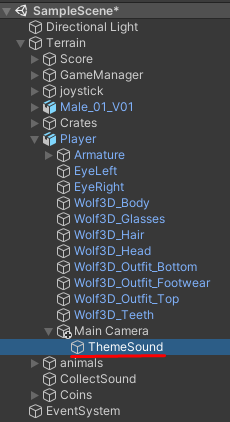 SampleScene*
Directional Light
Terrain
Score
GameManager
joystick
Male_01_V01
Crates
Player
Armature
EyeLeft
EyeRight
Wolf3D_Body
Wolf3D_Glasses
Wolf3D_Hair
Wolf3D_Head
Wolf3D_Outfit_Bottom
Wolf3D_Outfit_Footwear
Wolf3D_Outfit_Top
Wolf3D_Teeth
Main Camera
ThemeSound
animals
CollectSound
Coins
EventSystem